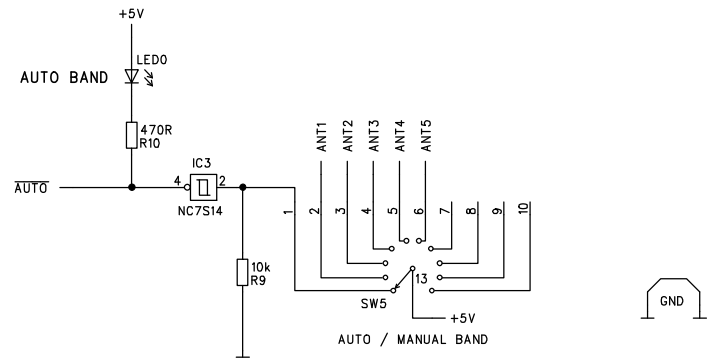 +5V
LED0
AUTO BAND
470R
R10
IC3
AUTO
4
2
NC7S14
10k
R9
ANT1
ANT2
ANT3
ANT4
ANT5
1
2
3
4
5
6
7
8
9
10
13
SW5
+5V
AUTO / MANUAL BAND
GND